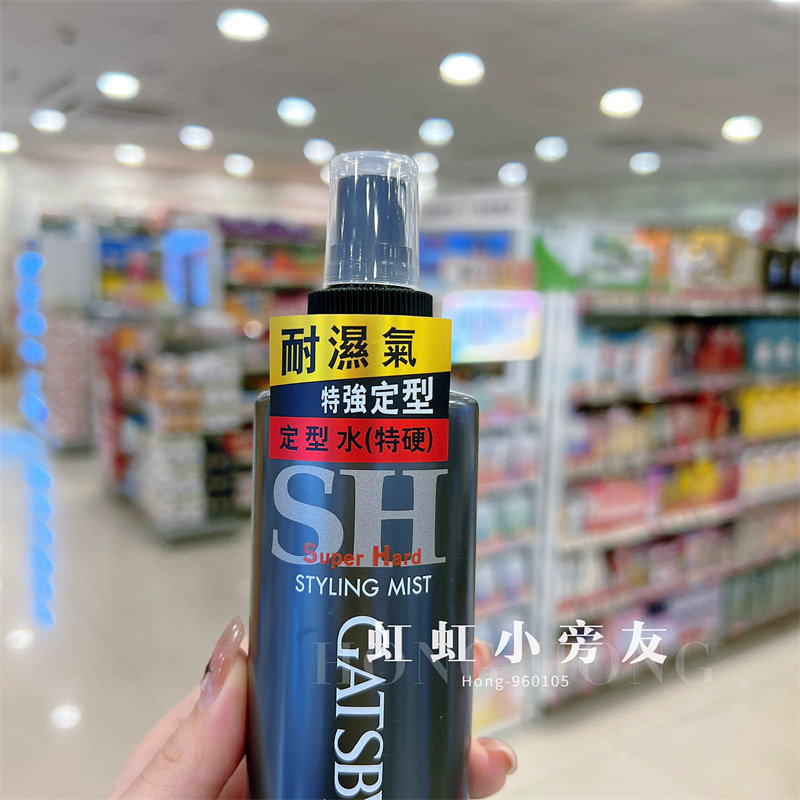 耐濕氣
特強定型
定型水(特硬)
SH
Super Hard
STYLING MIST
GATSBY
虹虹小旁友
HONGHONG
Hong-960105